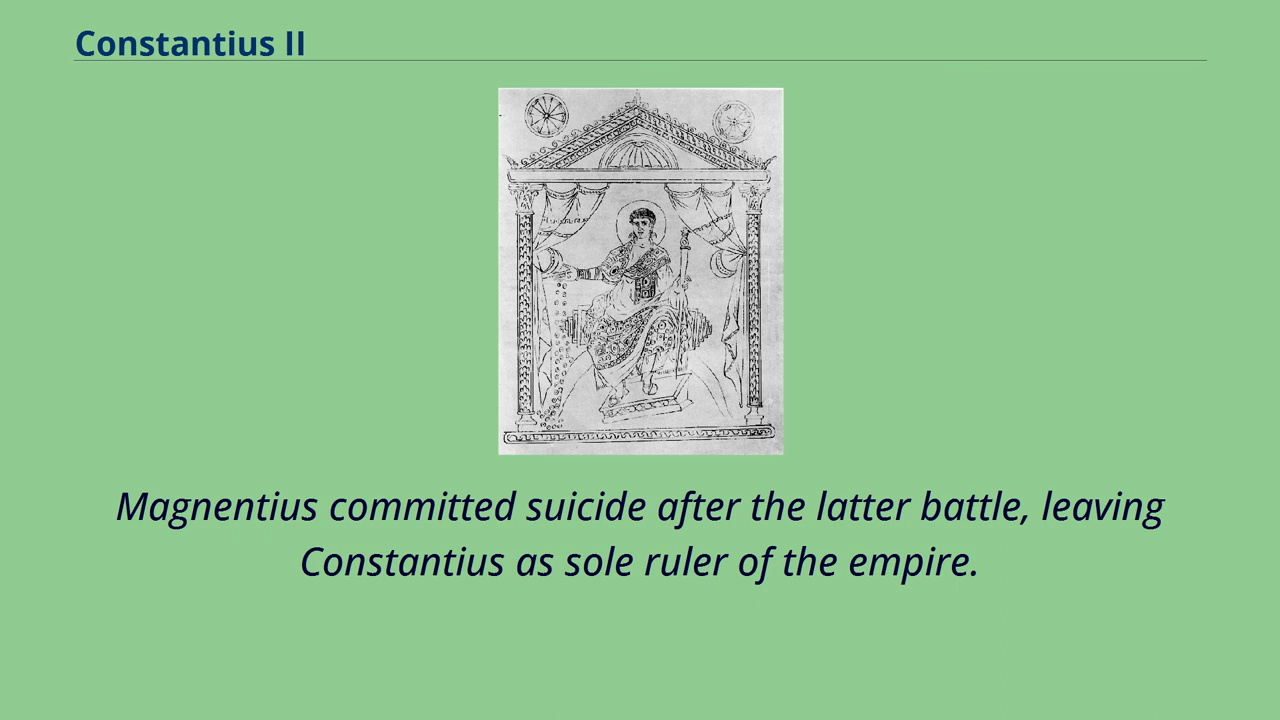 Constantius II
Magnentius committed suicide after the latter battle, leaving
Constantius as sole ruler of the empire.